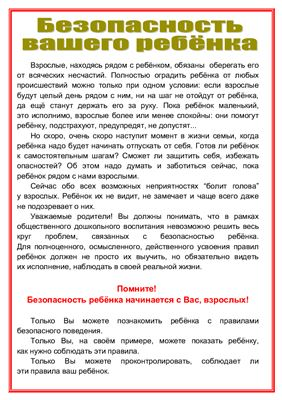 Безопасность
вашего ребёнка
Взрослые, находясь рядом с ребёнком, обязаны оберегать его
от всяческих несчастий. Полностью оградить ребёнка от любых
происшествий можно только при одном условии: если взрослые
будут целый день рядом с ним, ни на шаг не отойдут от ребёнка,
да ещё станут держать его за руку. Пока ребёнок маленький,
это исполнимо, взрослые более или менее спокойны: они помогут
ребёнку, подстрахуют, предупредят, не допустят...
Но скоро, очень скоро наступит момент в жизни семьи, когда
ребёнка надо будет начинать отпускать от себя. Готов ли ребёнок
к самостоятельным шагам? Сможет ли защитить себя, избежать
опасностей? Об этом надо думать и заботиться сейчас, пока
ребёнок рядом с нами взрослыми.
Сейчас обо всех возможных неприятностях “болит голова”
у взрослых. Ребёнок их не видит, не замечает и чаще всего даже
не подозревает о них.
Уважаемые родители! Вы должны понимать, что в рамках
общественного дошкольного воспитания невозможно решить весь
круг проблем, связанных с безопасностью ребёнка.
Для полноценного, осмысленного, действенного усвоения правил
ребёнок должен не просто их выучить, но обязательно видеть
их исполнение, наблюдать в своей реальной жизни.
Помните!
Безопасность ребёнка начинается с Вас, взрослых!
Только Вы можете познакомить ребёнка с правилами
безопасного поведения.
Только Вы, на своём примере, можете показать ребёнку,
как нужно соблюдать эти правила.
Только Вы можете проконтролировать, соблюдает ли
эти правила ваш ребёнок.